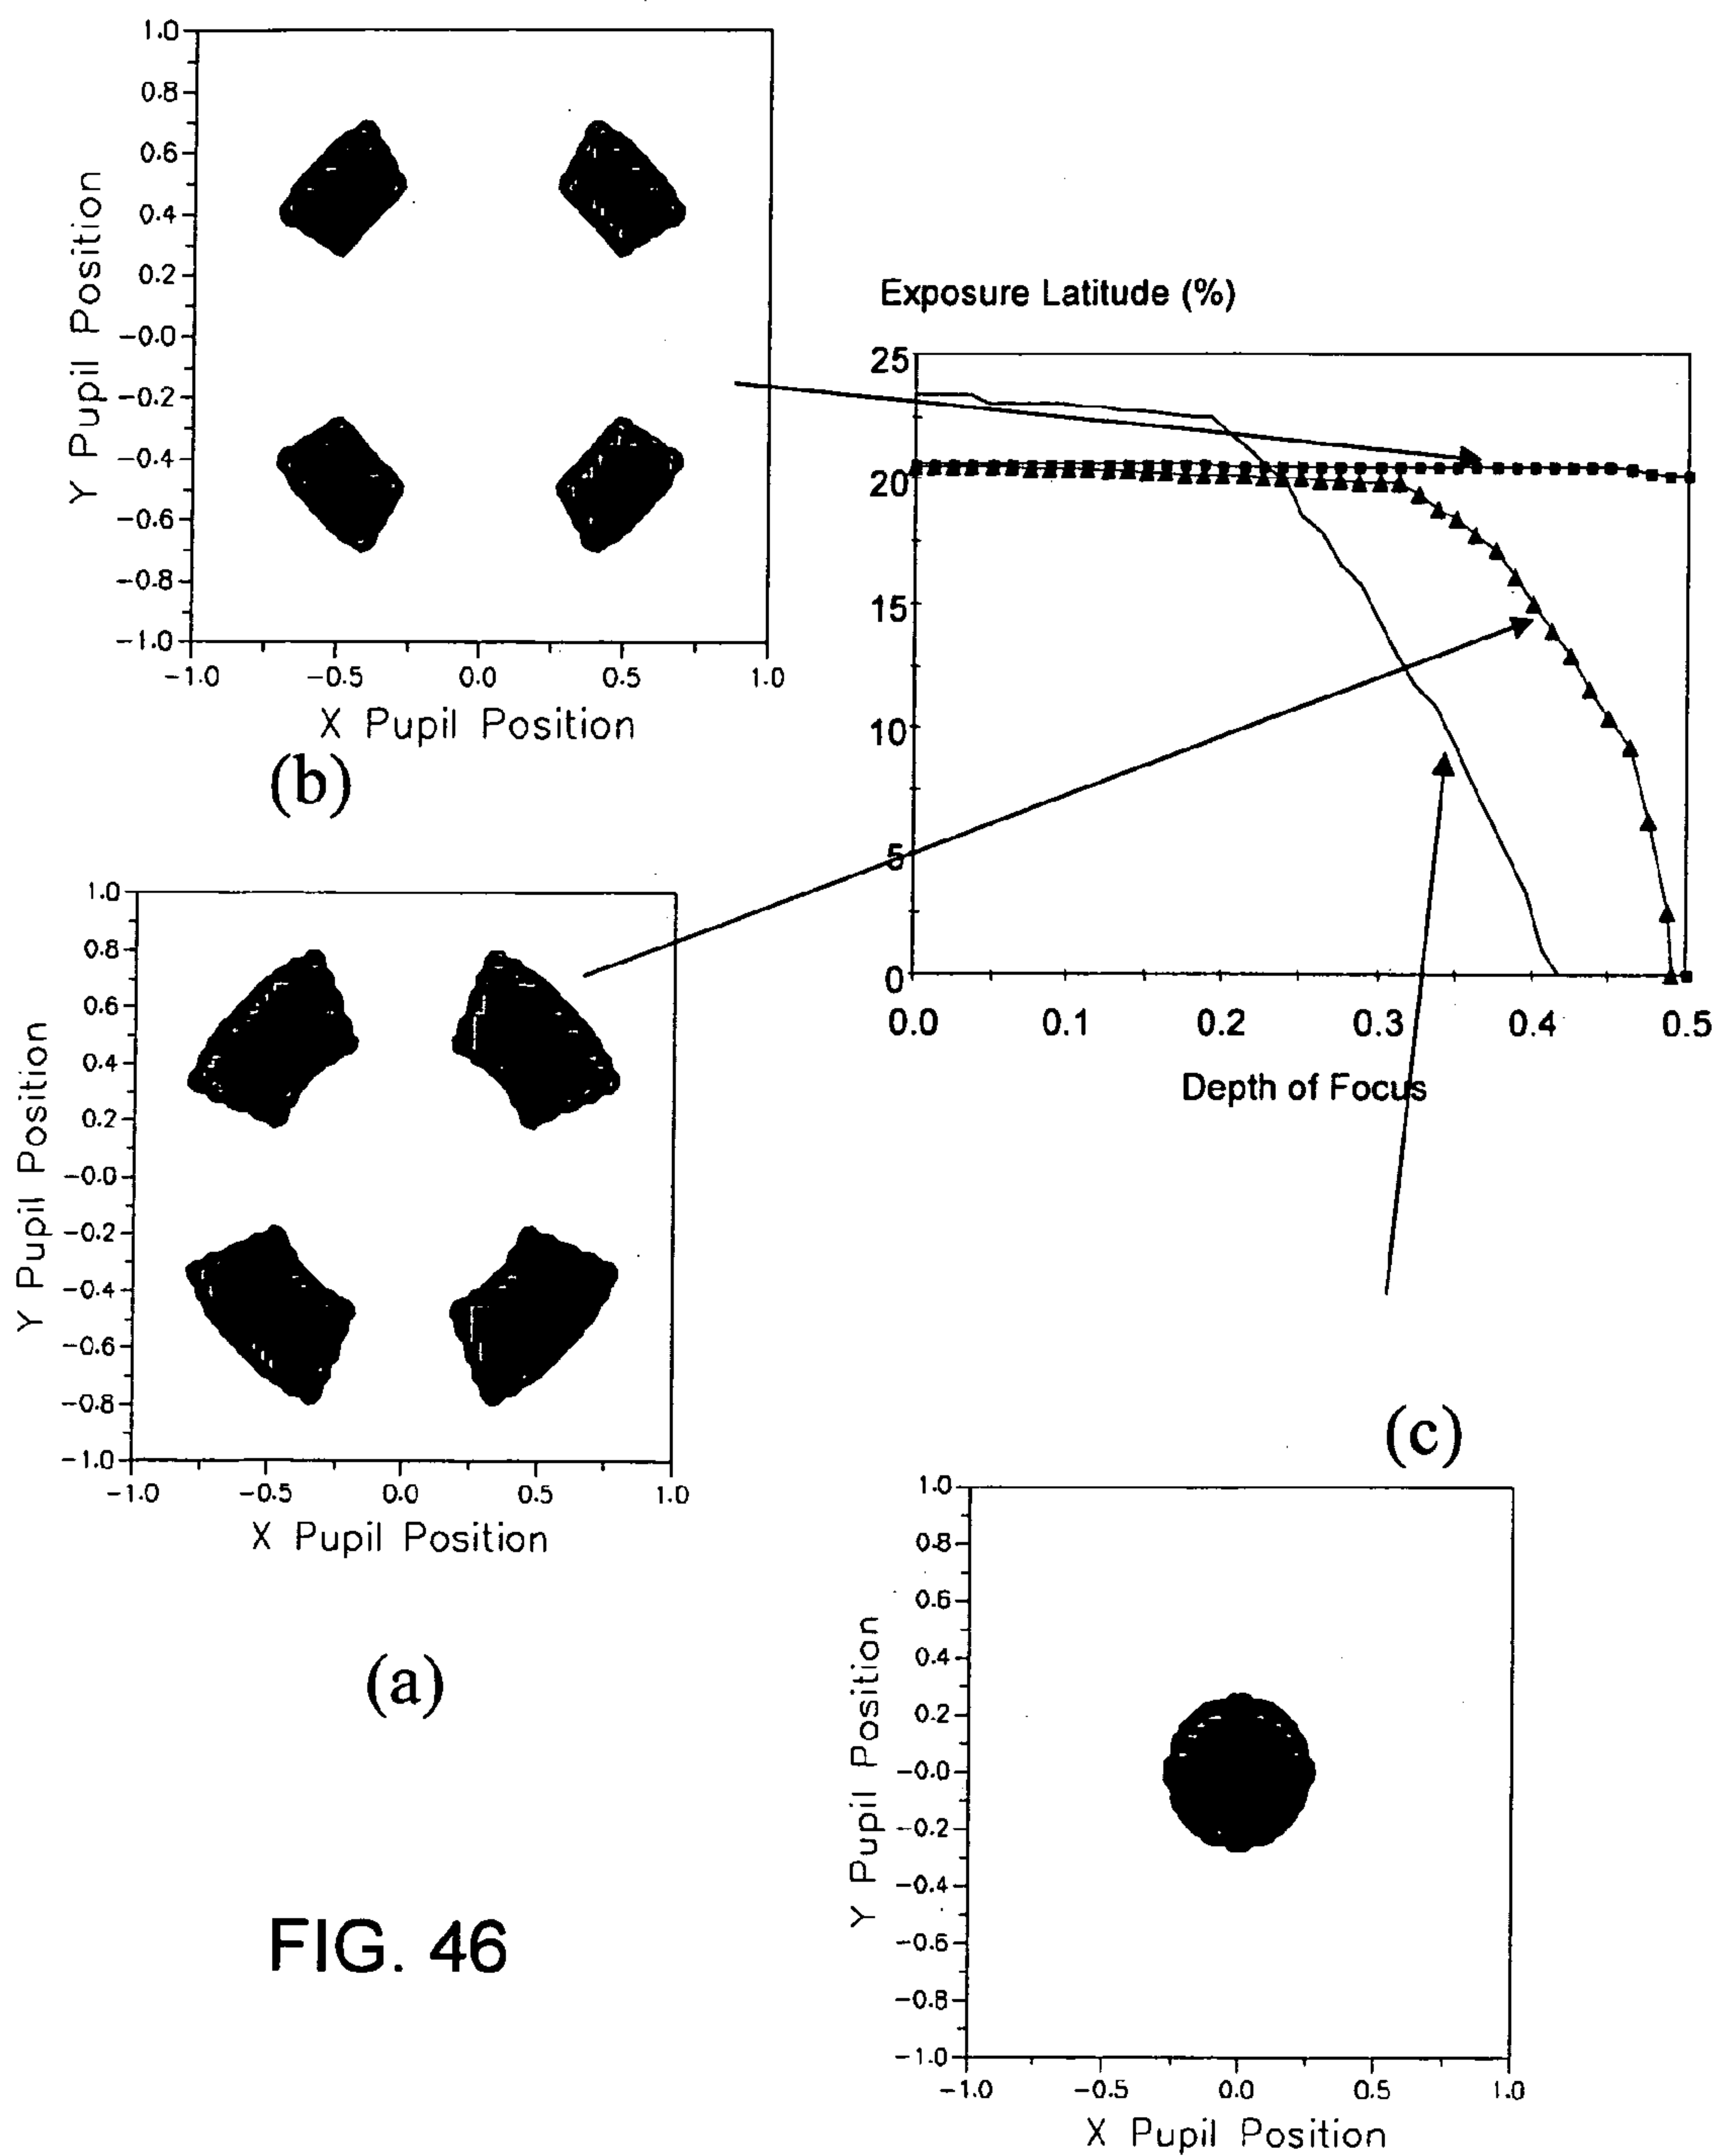 1.0
0.8
0.6
0.4
0.2
-0.0
-0.2
-0.4
-0.6
-0.8
-1.0
Y Pupil Position
-1.0 -0.5 0.0 0.5 1.0
X Pupil Position
(b)
Exposure Latitude (%)
25
20
15
10
5
0
0.0 0.1 0.2 0.3 0.4 0.5
Depth of Focus
1.0
0.8
0.6
0.4
0.2
-0.0
-0.2
-0.4
-0.6
-0.8
-1.0
Y Pupil Position
-1.0 -0.5 0.0 0.5 1.0
X Pupil Position
(a)
(c)
1.0
0.8
0.6
0.4
0.2
-0.0
-0.2
-0.4
-0.6
-0.8
-1.0
Y Pupil Position
-1.0 -0.5 0.0 0.5 1.0
X Pupil Position
FIG. 46